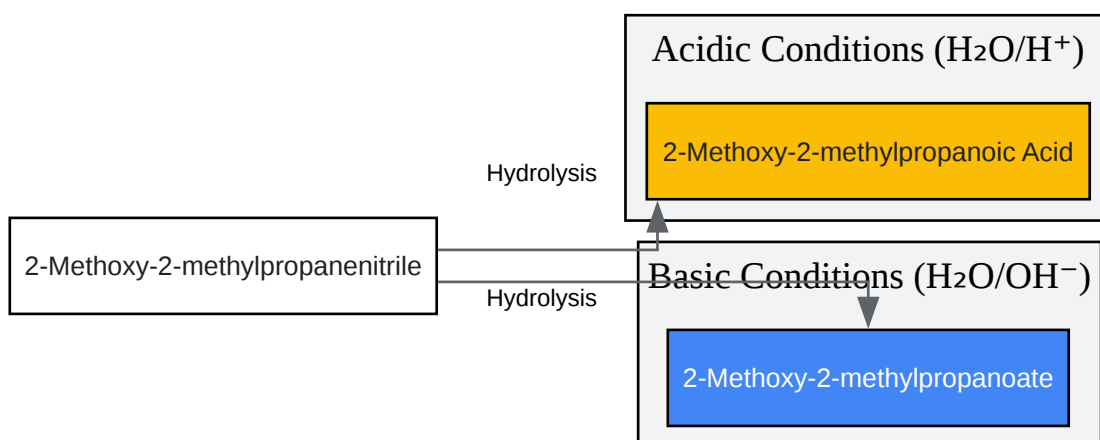 Acidic Conditions (H₂O/H⁺)
2-Methoxy-2-methylpropanoic Acid
Hydrolysis
2-Methoxy-2-methylpropanenitrile
Basic Conditions (H₂O/OH⁻)
Hydrolysis
2-Methoxy-2-methylpropanoate